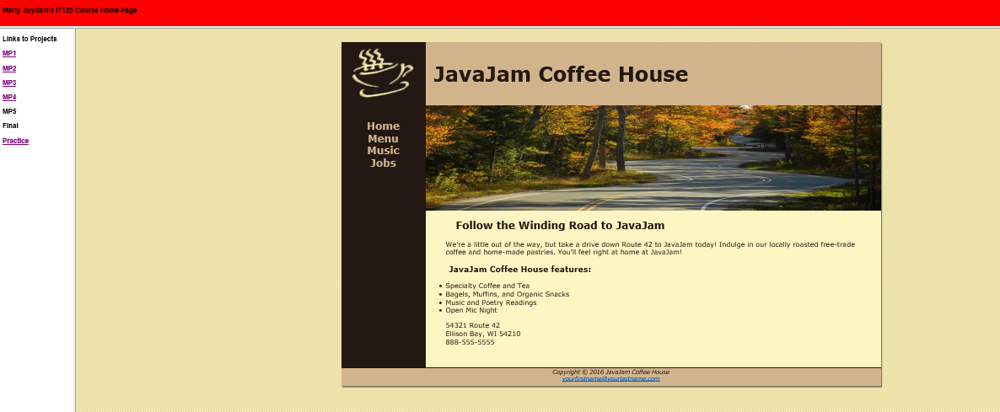 Marty Suydam's IT125 Course Home Page
Links to Projects
MP1
MP2
MP3
MP4
MP5
Final
Practice
JavaJam Coffee House
Home
Menu
Music
Jobs
Follow the Winding Road to JavaJam
We're a little out of the way, but take a drive down Route 42 to JavaJam today! Indulge in our locally roasted free-trade
coffee and home-made pastries. You'll feel right at home at JavaJam!
JavaJam Coffee House features:
• Specialty Coffee and Tea
• Bagels, Muffins, and Organic Snacks
• Music and Poetry Readings
• Open Mic Night
54321 Route 42
Ellison Bay, WI 54210
888-555-5555
Copyright © 2016 JavaJam Coffee House
yourfirstname@yourlastname.com